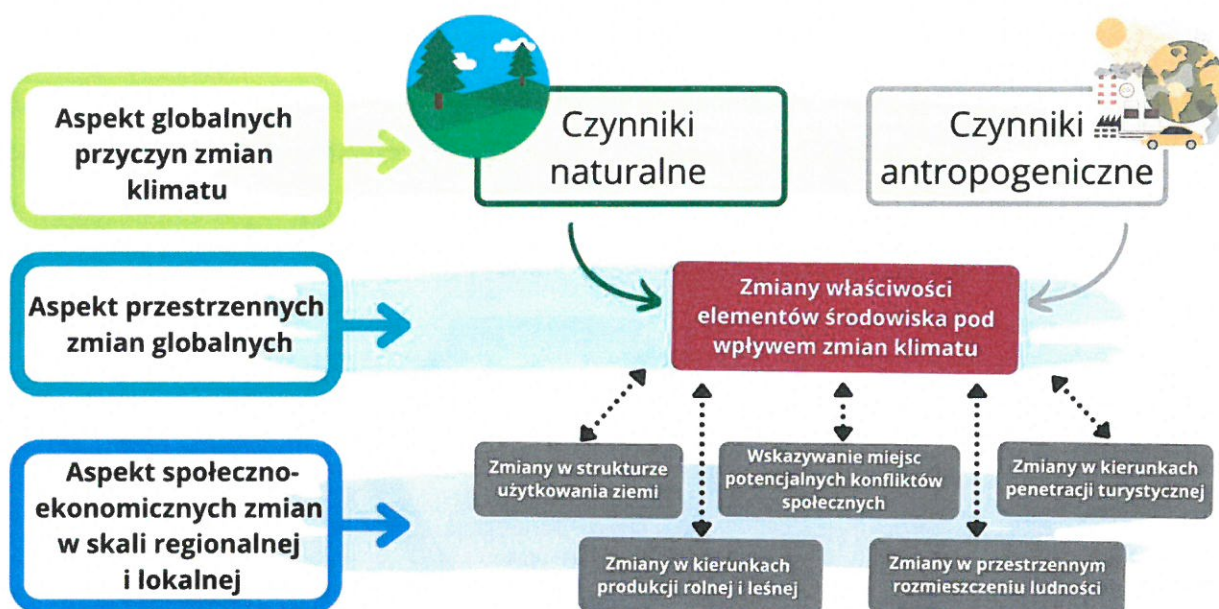 Aspekt globalnych
przyczyn zmian
klimatu
Czynniki
naturalne
Czynniki
antropogeniczne
Aspekt przestrzennych
zmian globalnych
Zmiany właściwości
elementów środowiska pod
wpływem zmian klimatu
Aspekt społeczno-
ekonomicznych zmian
w skali regionalnej
i lokalnej
Zmiany w strukturze
użytkowania ziemi
Wskazywanie miejsc
potencjalnych konfliktów
społecznych
Zmiany w kierunkach
penetracji turystycznej
Zmiany w kierunkach
produkcji rolnej i leśnej
Zmiany w przestrzennym
rozmieszczeniu ludności